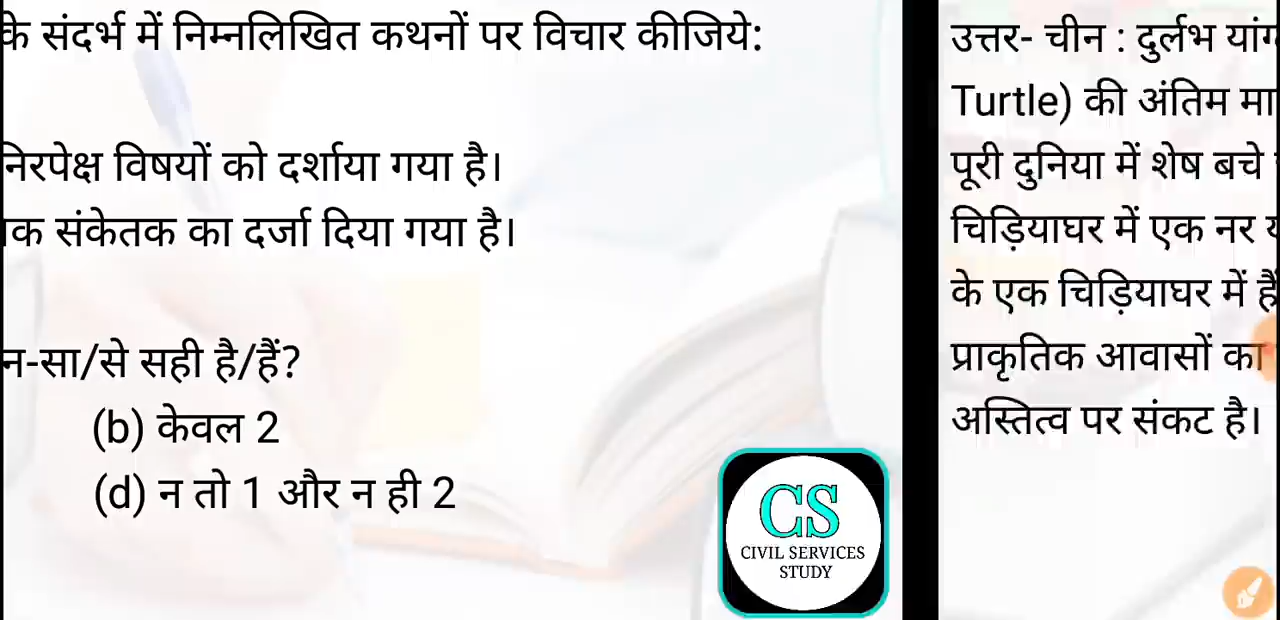 के संदर्भ में निम्नलिखित कथनों पर विचार कीजिये:
निरपेक्ष विषयों को दर्शाया गया है।
संकेतक का दर्जा दिया गया है।
न-सा/से सही है/हैं?
(b) केवल 2
(d) न तो 1 और न ही 2
CS
CIVIL SERVICES
STUDY
उत्तर- चीन : दुर्लभ
Turtle) की अंतिम
पूरी दुनिया में शेष बचे
चिड़ियाघर में एक नर
के एक चिड़ियाघर में हैं
प्राकृतिक आवासों का
अस्तित्व पर संकट है।